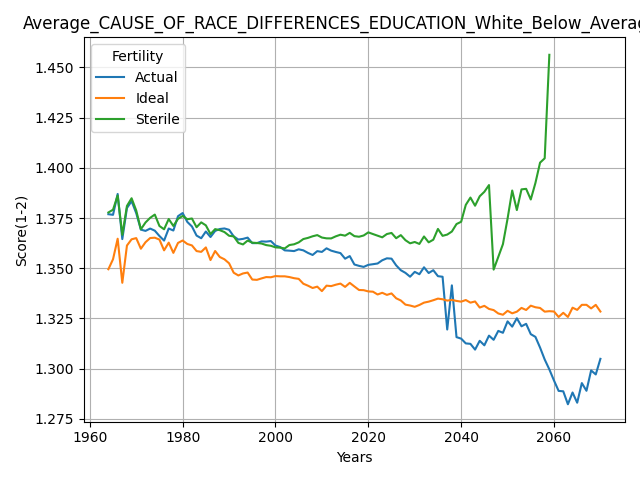 Average_CAUSE_OF_RACE_DIFFERENCES_EDUCATION_White_Below_Averag
Fertility
Actual
Ideal
Sterile
1.450
1.425
1.400
1.375
1.350
1.325
1.300
1.275
Score(1-2)
1960
1980
2000
2020
2040
2060
Years